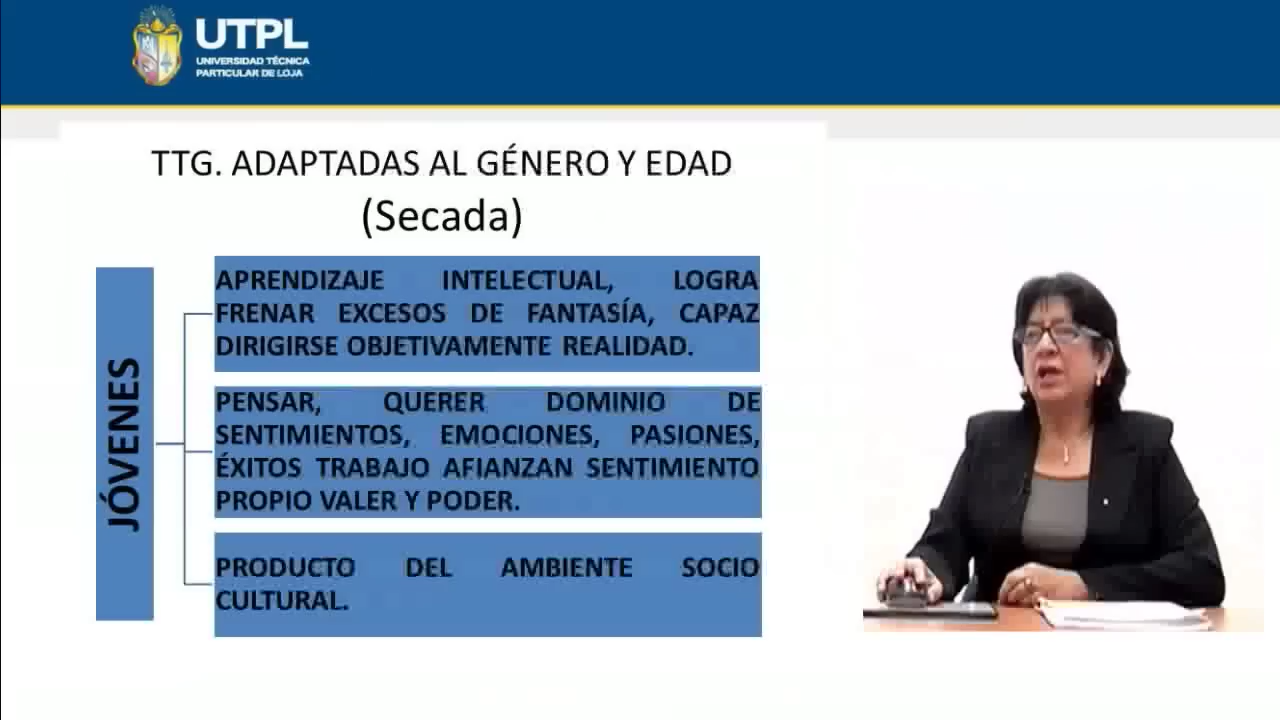 UTPL
UNIVERSIDAD TÉCNICA
PARTICULAR DE LOJA
TTG. ADAPTADAS AL GÉNERO Y EDAD
(Secada)
JÓVENES
APRENDIZAJE INTELECTUAL, LOGRA
FRENAR EXCESOS DE FANTASÍA, CAPAZ
DIRIGIRSE OBJETIVAMENTE REALIDAD.
PENSAR, QUERER DOMINIO DE
SENTIMIENTOS, EMOCIONES, PASIONES,
ÉXITOS TRABAJO AFIANZAN SENTIMIENTO
PROPIO VALER Y PODER.
PRODUCTO DEL AMBIENTE SOCIO
CULTURAL.